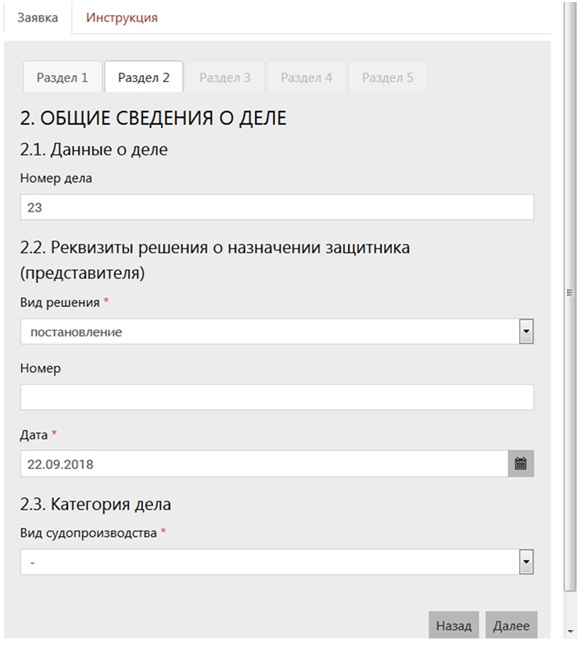 Заявка Инструкция
Раздел 1 Раздел 2 Раздел 3 Раздел 4 Раздел 5
2. ОБЩИЕ СВЕДЕНИЯ О ДЕЛЕ
2.1. Данные о деле
Номер дела
23
2.2. Реквизиты решения о назначении защитника
(представителя)
Вид решения *
постановление
Номер
Дата *
22.09.2018
2.3. Категория дела
Вид судопроизводства *
-
Назад Далее